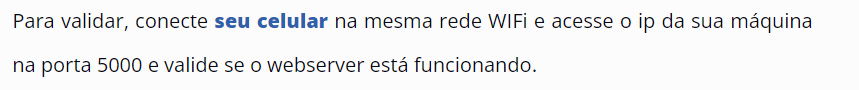 Para validar, conecte seu celular na mesma rede WIFi e acesse o ip da sua máquina
na porta 5000 e valide se o webserver está funcionando.